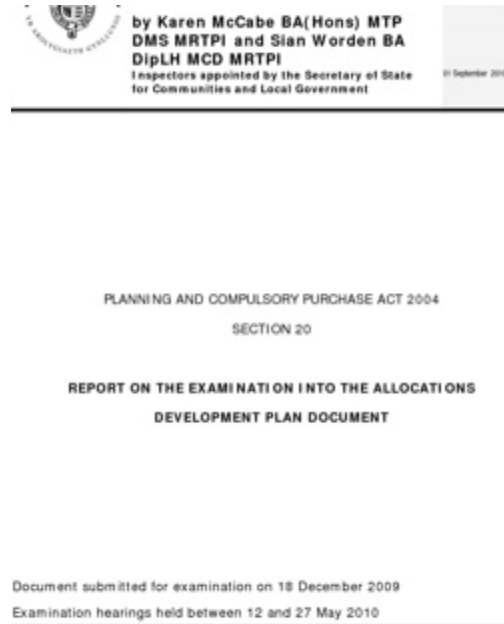 by Karen McCabe BA(Hons) MTP
DMS MRTPI and Sian Worden BA
DipLH MCD MRTPI
Inspectors appointed by the Secretary of State
for Communities and Local Government
01 September
PLANNING AND COMPULSORY PURCHASE ACT 2004
SECTION 20
REPORT ON THE EXAMINATION INTO THE ALLOCATIONS
DEVELOPMENT PLAN DOCUMENT
Document submitted for examination on 18 December 2009
Examination hearings held between 12 and 27 May 2010